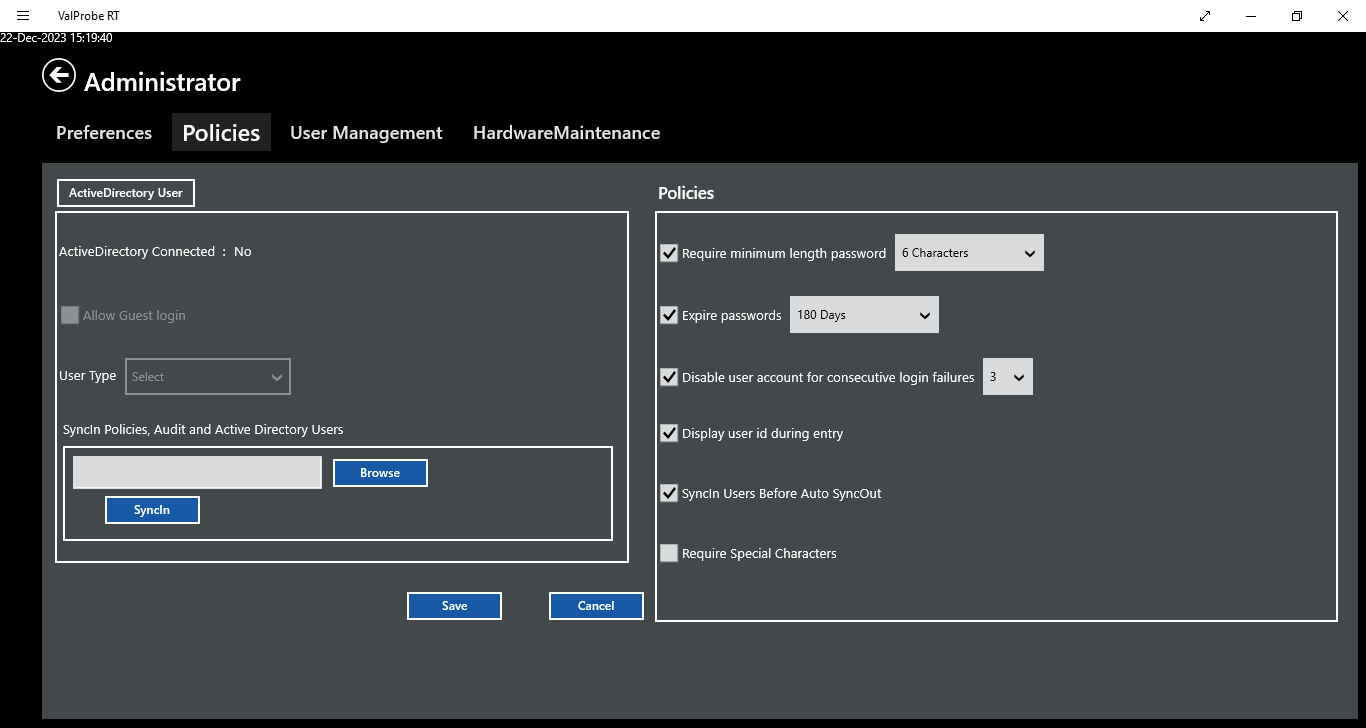 ValProbe RT
22-Dec-2023 15:19:40
Administrator
Preferences Policies User Management HardwareMaintenance
ActiveDirectory User
ActiveDirectory Connected : No
Allow Guest login
User Type Select
SyncIn Policies, Audit and Active Directory Users
Browse
SyncIn
Save Cancel
Policies
Require minimum length password 6 Characters
Expire passwords 180 Days
Disable user account for consecutive login failures 3
Display user id during entry
SyncIn Users Before Auto SyncOut
Require Special Characters